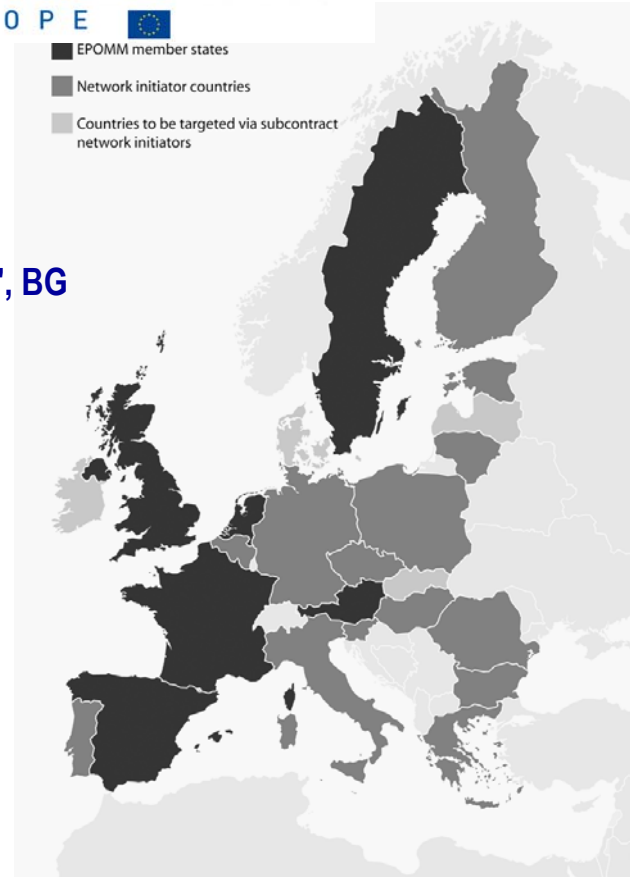 O P E
EPOMM member states
Network initiator countries
Countries to be targeted via subcontract
network initiators
', BG